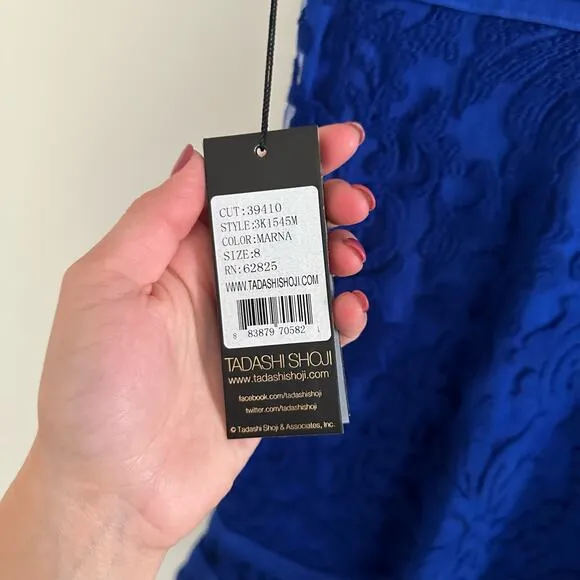 CUT:39410
STYLE:3K1545M
COLOR:MARNA
SIZE:8
RN:62825
WWW.TADASHISHOJI.COM
8 83879 70582 1
TADASHI SHOJI
www.tadashishoji.com
facebook.com/tadashishoji
twitter.com/tadashishoji
© Tadashi Shoji & Associates, Inc.